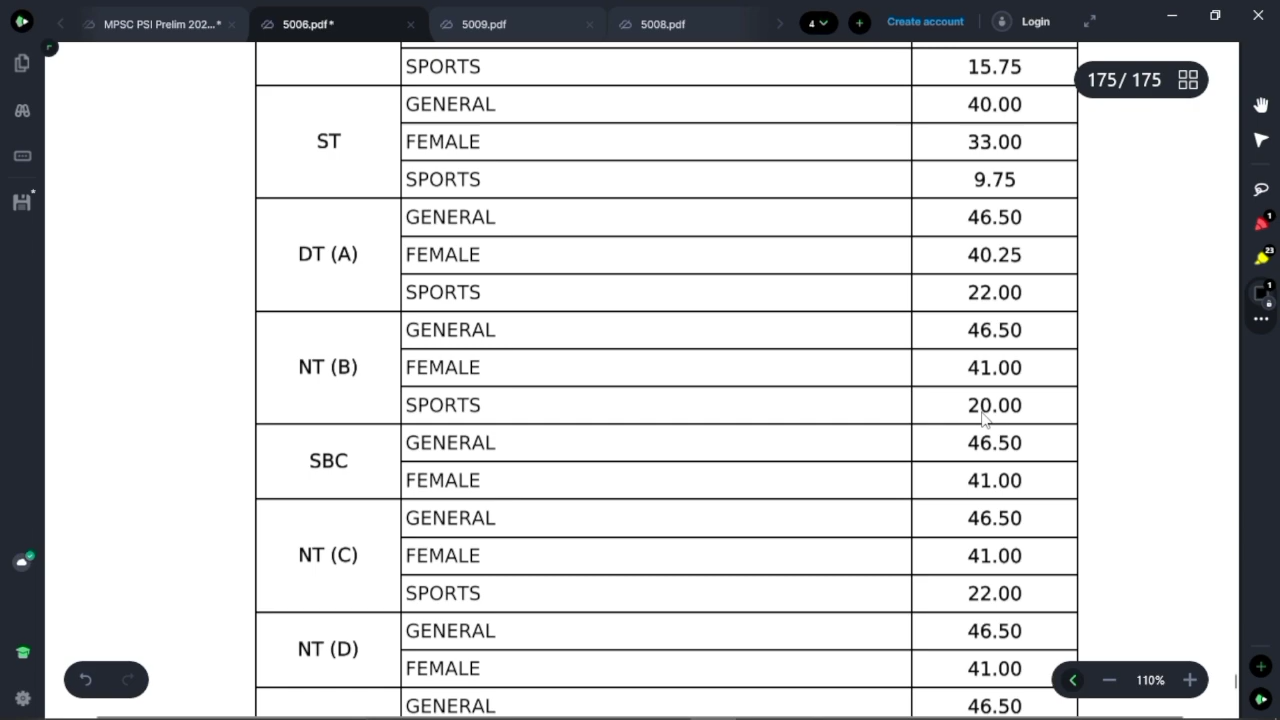 MPSC PSI Prelim 202...*
5006.pdf*
5009.pdf
5008.pdf
4
Create account
Login
175/ 175
SPORTS 15.75
ST
GENERAL 40.00
FEMALE 33.00
SPORTS 9.75
DT (A)
GENERAL 46.50
FEMALE 40.25
SPORTS 22.00
NT (B)
GENERAL 46.50
FEMALE 41.00
SPORTS 20.00
SBC
GENERAL 46.50
FEMALE 41.00
NT (C)
GENERAL 46.50
FEMALE 41.00
SPORTS 22.00
NT (D)
GENERAL 46.50
FEMALE 41.00
GENERAL 46.50
110%
1
23
1